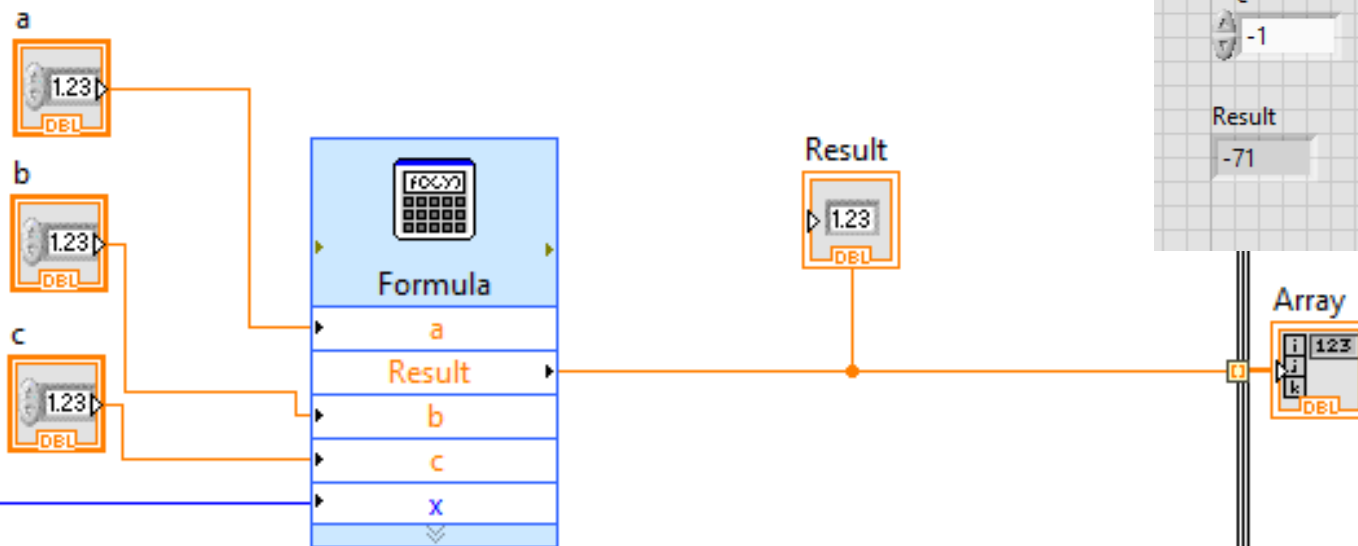 a
1.23
DBL
b
1.23
DBL
c
1.23
DBL
f(X,Y)
Formula
a
Result
b
c
x
Result
1.23
DBL
-1
Result
-71
Array
i
j
k
123
DBL